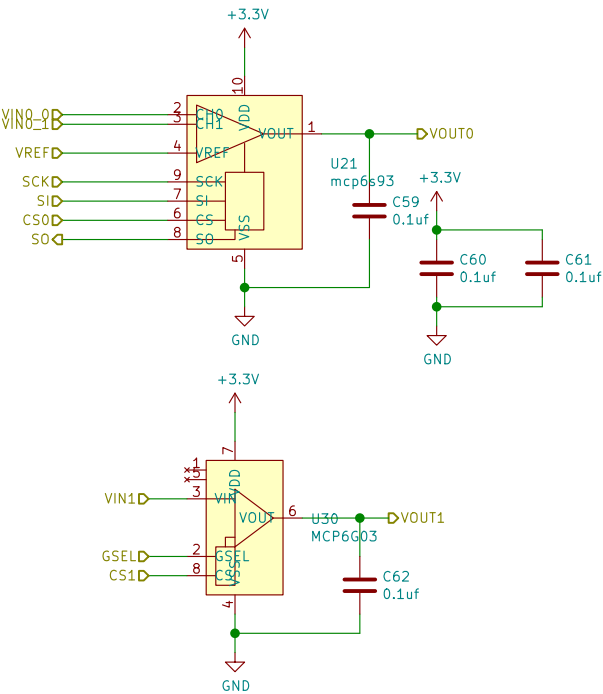 +3.3V
10
VDD
VIN0_0 2 CH0
VIN0_1 3 CH1
VOUT 1 VOUT0
VREF 4 VREF
U21
mcp6s93
+3.3V
SCK 9 SCK
SI 7 SI
C59
0.1uf
CS0 6 CS
VSS
SO 8 SO
5
C60
0.1uf
C61
0.1uf
GND
GND
+3.3V
7
VDD
1
5
VIN1 3 VIN
VOUT 6 VOUT1
U30
MCP6G03
GSEL 2 GSEL
CS1 8 CS
VSS
C62
0.1uf
4
GND